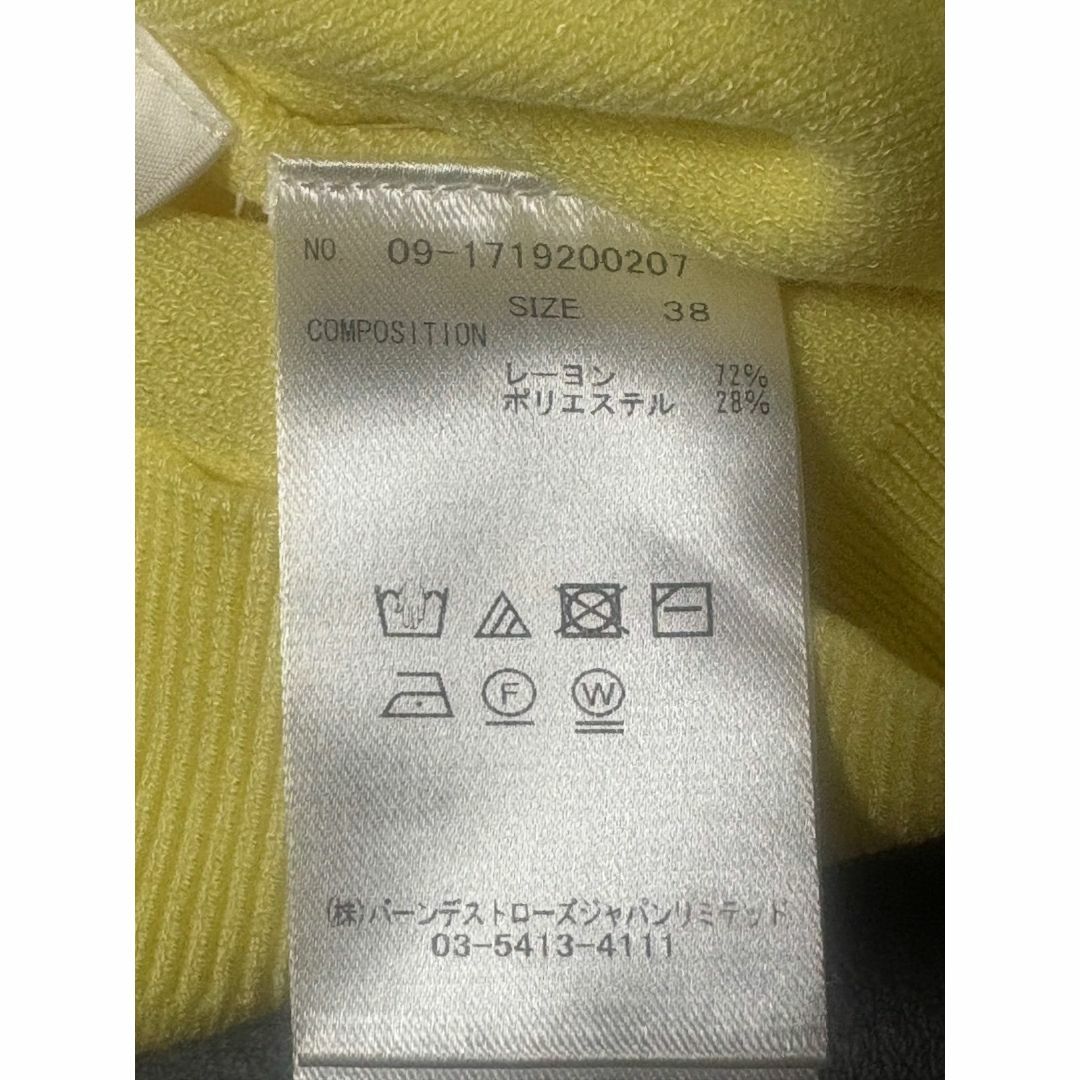 NO. 09-1719200207
SIZE 38
COMPOSITION
レーヨン 72%
ポリエステル 28%
F W
(株)バーンデストローズジャパンリミテッド
03-5413-4111